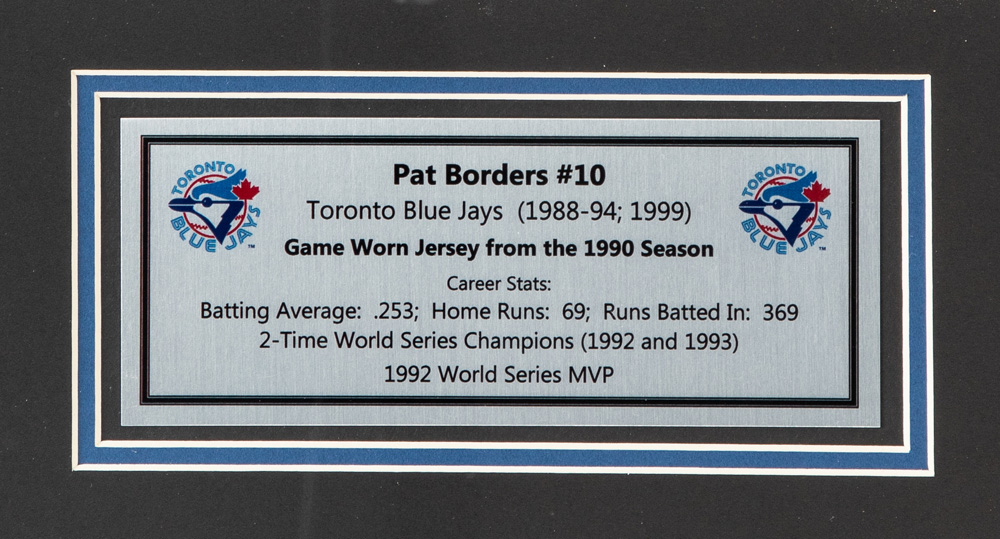 Pat Borders #10
Toronto Blue Jays (1988-94; 1999)
Game Worn Jersey from the 1990 Season
Career Stats:
Batting Average: .253; Home Runs: 69; Runs Batted In: 369
2-Time World Series Champions (1992 and 1993)
1992 World Series MVP
TORONTO
BLUE JAYS
TM
TORONTO
BLUE JAYS
TM